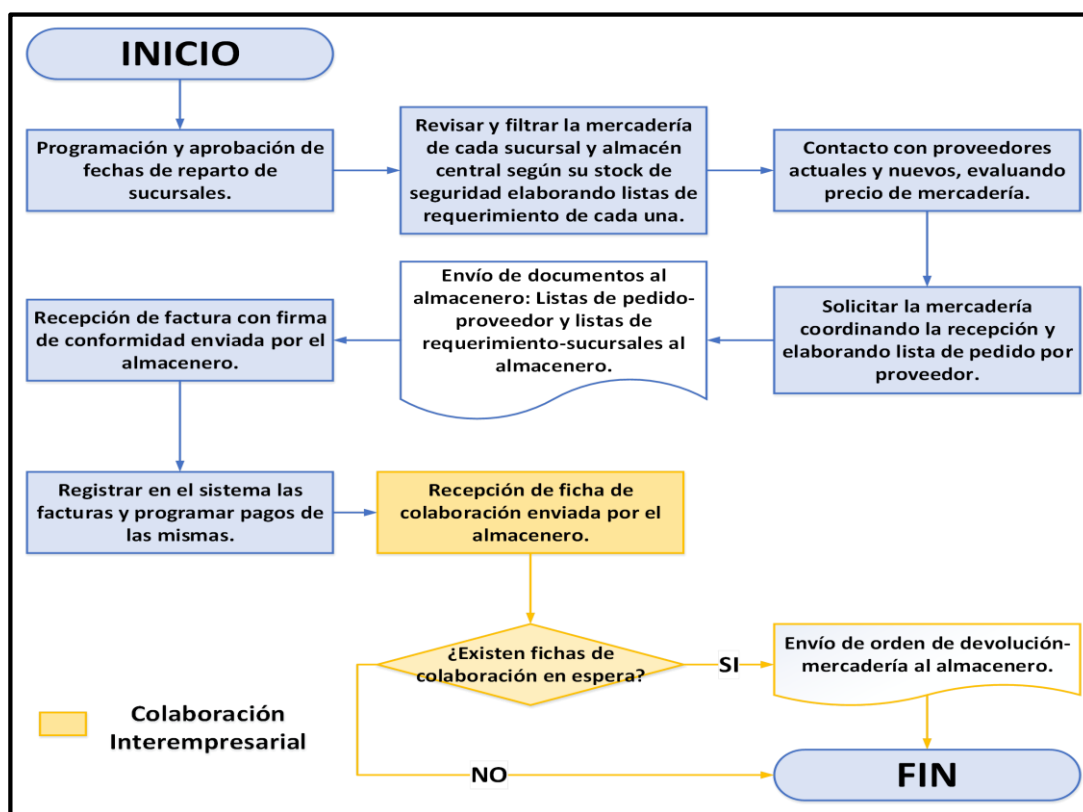 INICIO
Programación y aprobación de
fechas de reparto de
sucursales.
Revisar y filtrar la mercadería
de cada sucursal y almacén
central según su stock de
seguridad elaborando listas de
requerimiento de cada una.
Contacto con proveedores
actuales y nuevos, evaluando
precio de mercadería.
Solicitar la mercadería
coordinando la recepción y
elaborando lista de pedido por
proveedor.
Envío de documentos al
almacenero: Listas de pedido-
proveedor y listas de
requerimiento-sucursales al
almacenero.
Recepción de factura con firma
de conformidad enviada por el
almacenero.
Registrar en el sistema las
facturas y programar pagos de
las mismas.
Recepción de ficha de
colaboración enviada por el
almacenero.
¿Existen fichas de
colaboración en espera?
SI
Envío de orden de devolución-
mercadería al almacenero.
NO
FIN
Colaboración
Interempresarial